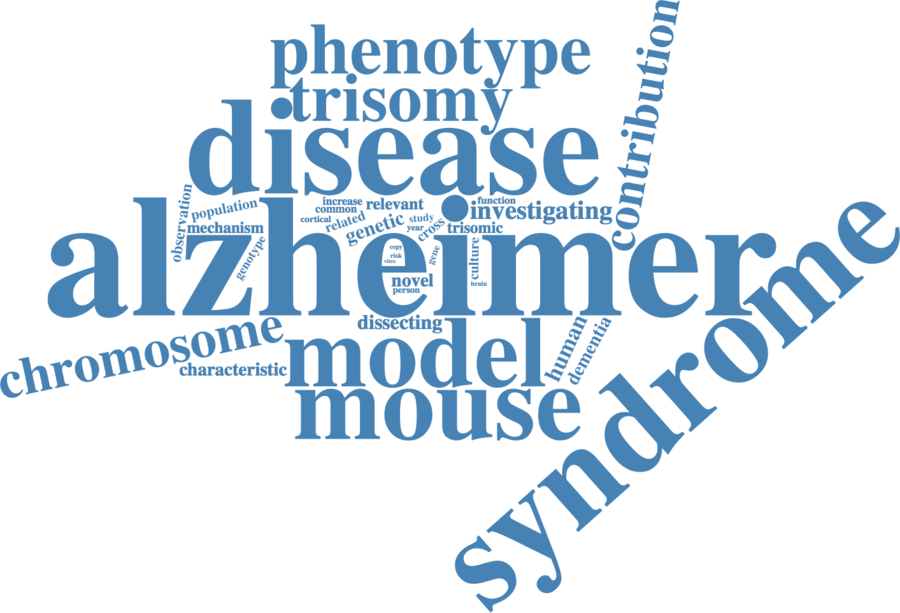 phenotype
contribution
trisomy
disease
observation
population
mechanism
genotype
increase
common
relevant
cortical
related
genetic
study
year
cross
function
investigating
trisomic
alzheimer
copy
risk
vitro
gene
culture
brain
novel
person
dissecting
chromosome
characteristic
model
human
dementia
mouse
syndrome